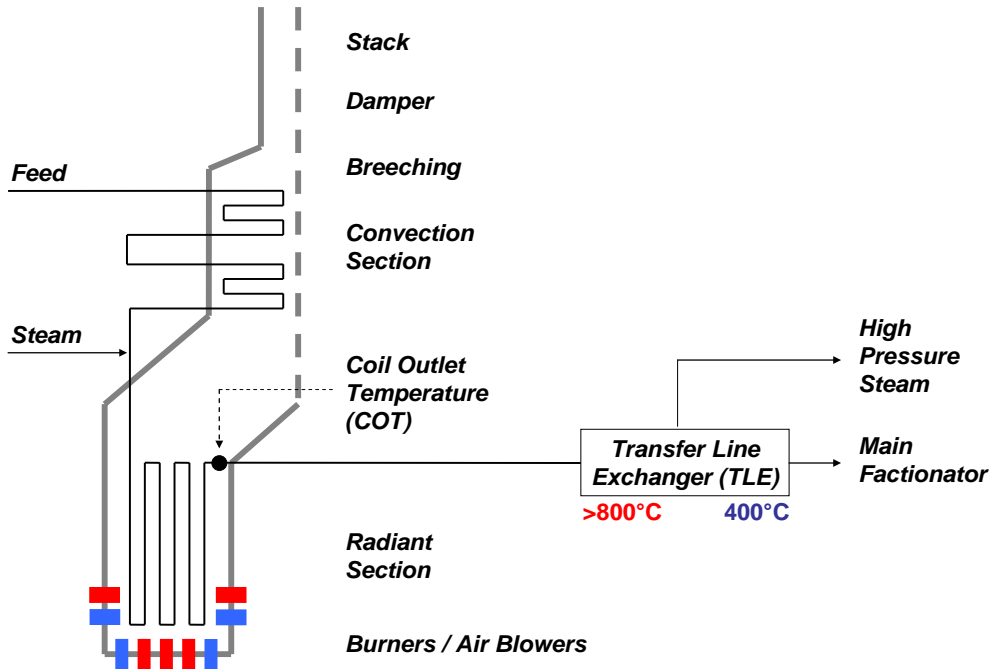 Stack
Damper
Breeching
Feed
Convection
Section
Steam
High
Pressure
Steam
Coil Outlet
Temperature
(COT)
Transfer Line
Exchanger (TLE)
Main
Factionator
>800°C
400°C
Radiant
Section
Burners / Air Blowers